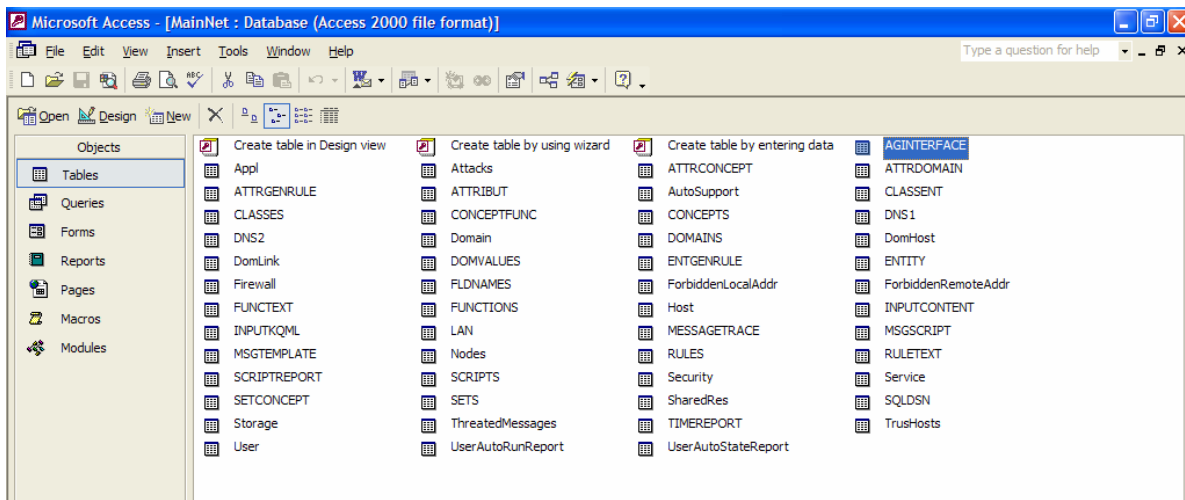 Microsoft Access - [MainNet : Database (Access 2000 file format)]
File Edit View Insert Tools Window Help Type a question for help
Open Design New
Objects
Tables
Queries
Forms
Reports
Pages
Macros
Modules
Create table in Design view Create table by using wizard Create table by entering data AGINTERFACE
Appl Attacks ATTRCONCEPT ATTRDOMAIN
ATTRGENRULE ATTRIBUT AutoSupport CLASSENT
CLASSES CONCEPTFUNC CONCEPTS DNS1
DNS2 Domain DOMAINS DomHost
DomLink DOMVALUES ENTGENRULE ENTITY
Firewall FLDNAMES ForbiddenLocalAddr ForbiddenRemoteAddr
FUNCTEXT FUNCTIONS Host INPUTCONTENT
INPUTKQML LAN MESSAGETRACE MSGSCRIPT
MSGTEMPLATE Nodes RULES RULETEXT
SCRIPTREPORT SCRIPTS Security Service
SETCONCEPT SETS SharedRes SQLDSN
Storage ThreatedMessages TIMEREPORT TrusHosts
User UserAutoRunReport UserAutoStateReport